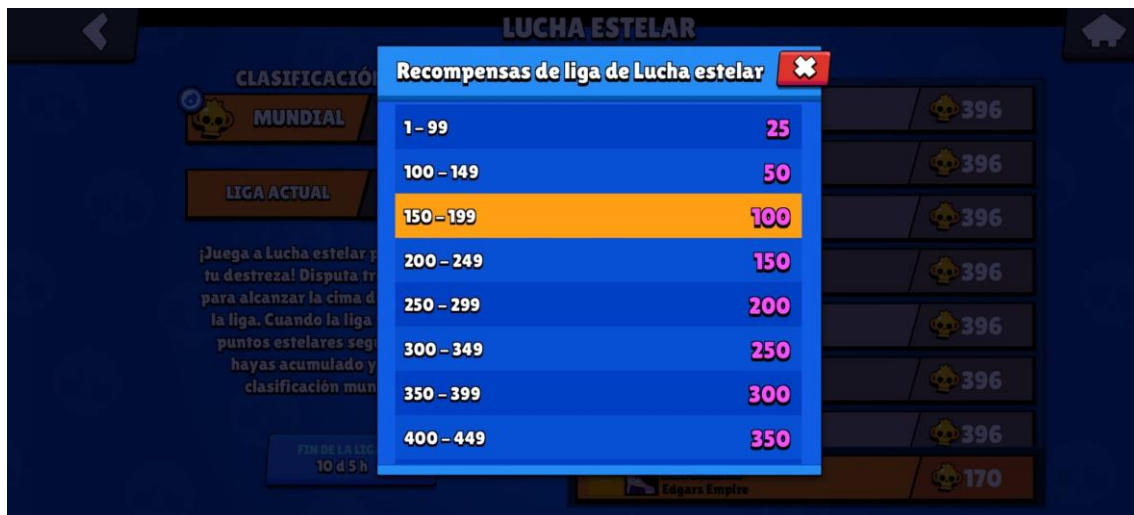 LUCHA ESTELAR
Recompensas de liga de Lucha estelar
1 – 99 25
100 – 149 50
150 – 199 100
200 – 249 150
250 – 299 200
300 – 349 250
350 – 399 300
400 – 449 350
CLASIFICACIÓ
MUNDIAL
LIGA ACTUAL
¡Juega a Lucha estelar p
tu destreza! Disputa tr
para alcanzar la cima d
la liga. Cuando la liga
puntos estelares seg
hayas acumulado y
clasificación mun
FIN DE LA LIG
10 d 5 h
396
396
396
396
396
396
396
Edgars Empire
170